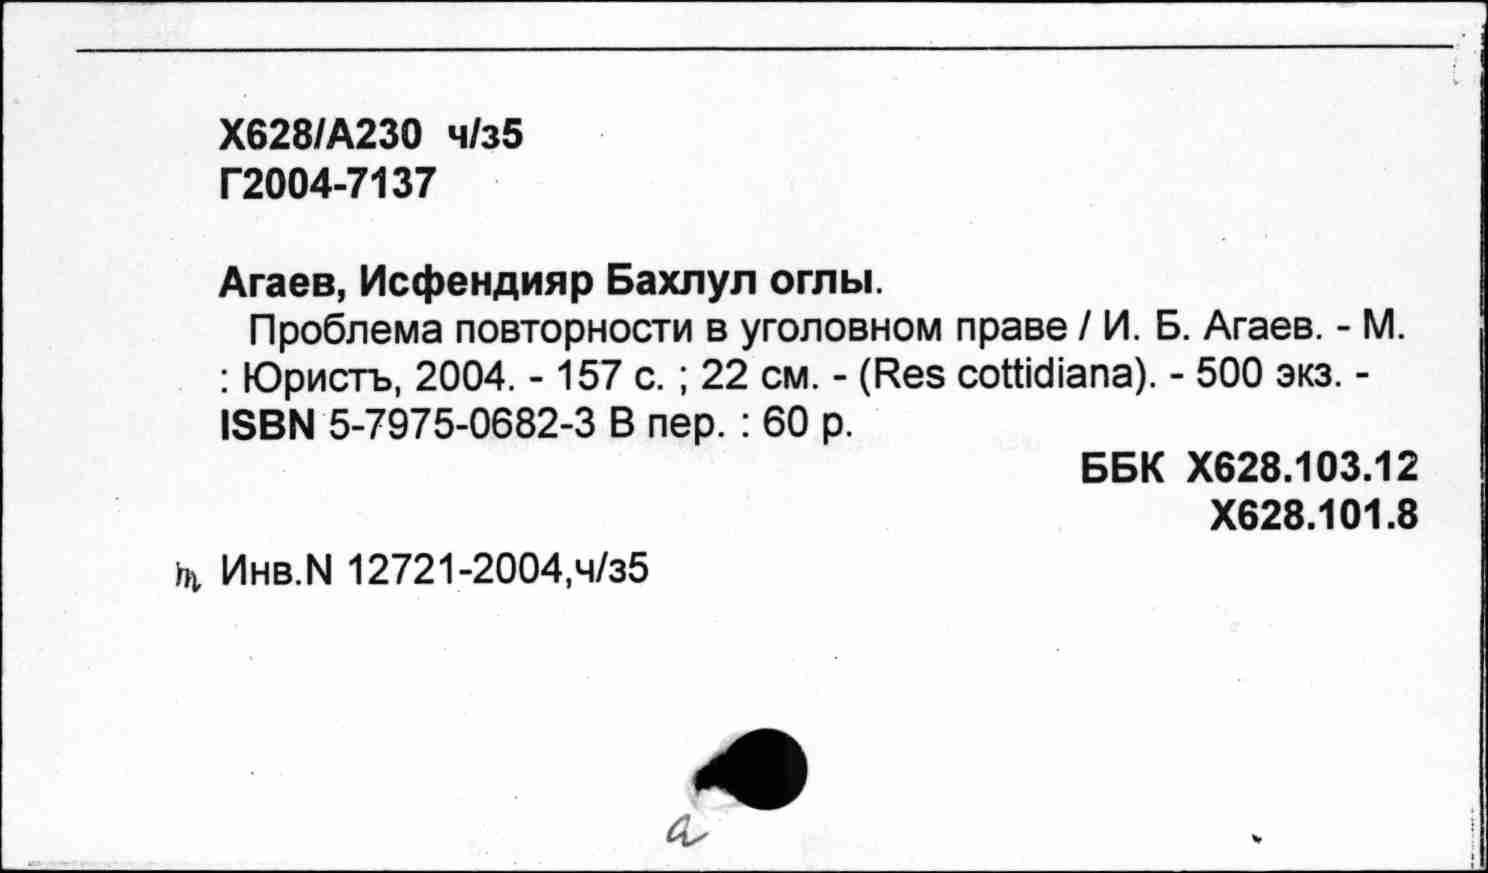 Х628/А230 ч/з5
Г2004-7137
Агаев, Исфендияр Бахлул оглы.
Проблема повторности в уголовном праве / И. Б. Агаев. - М.
: Юристъ, 2004. - 157 с. ; 22 см. - (Res cottidiana). - 500 экз. -
ISBN 5-7975-0682-3 В пер. : 60 р.
ББК Х628.103.12
Х628.101.8
Инв.N 12721-2004,ч/з5
а